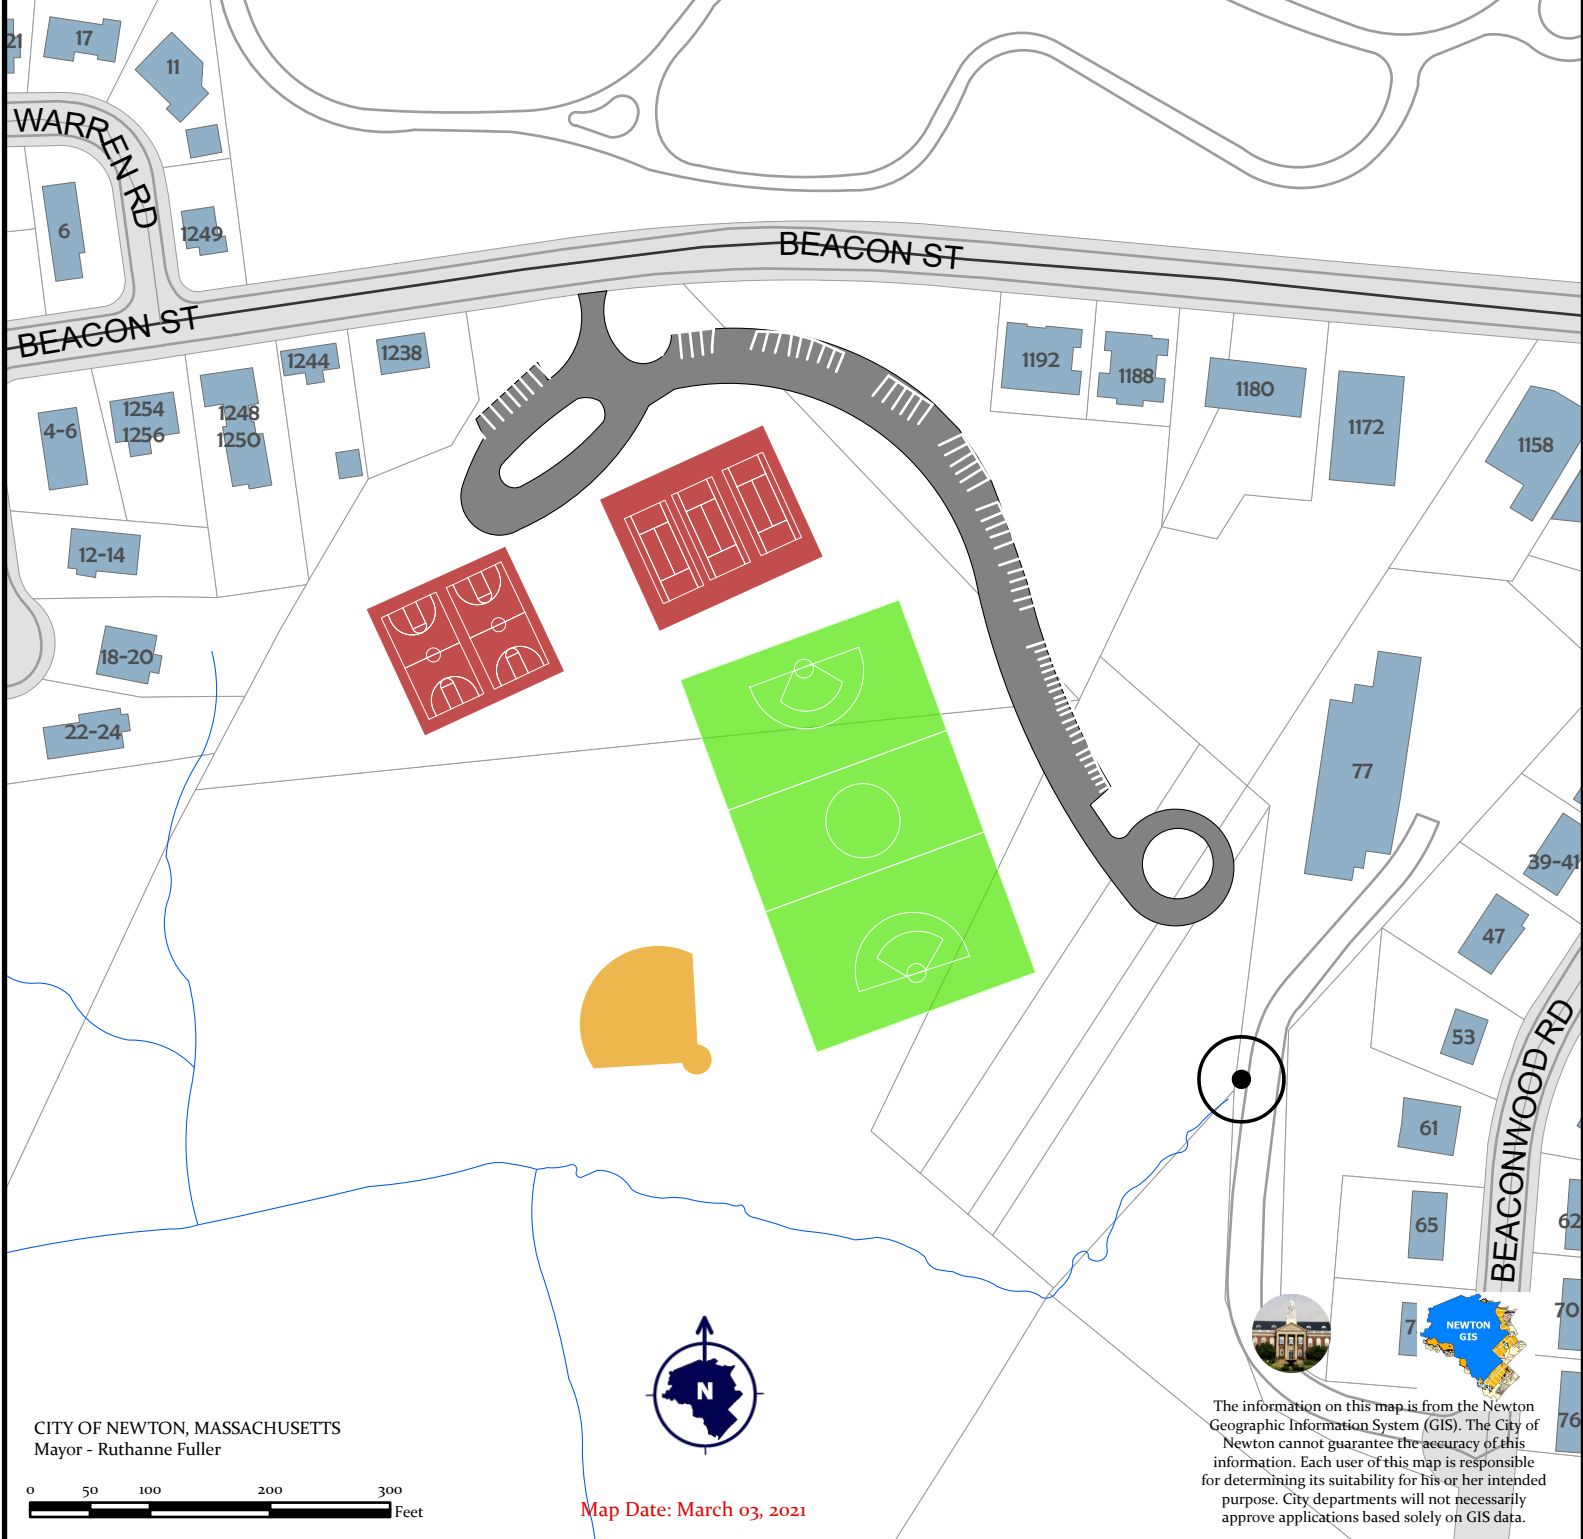 21
17
11
WARREN RD
6
1249
BEACON ST
BEACON ST
1244
1238
1192
1188
1180
1172
1158
4-6
1254
1256
1248
1250
12-14
18-20
22-24
77
39-41
47
53
61
65
62
BEACONWOOD RD
70
7
76
NEWTON
GIS
N
CITY OF NEWTON, MASSACHUSETTS
Mayor - Ruthanne Fuller
0 50 100 200 300
Feet
Map Date: March 03, 2021
The information on this map is from the Newton
Geographic Information System (GIS). The City of
Newton cannot guarantee the accuracy of this
information. Each user of this map is responsible
for determining its suitability for his or her intended
purpose. City departments will not necessarily
approve applications based solely on GIS data.